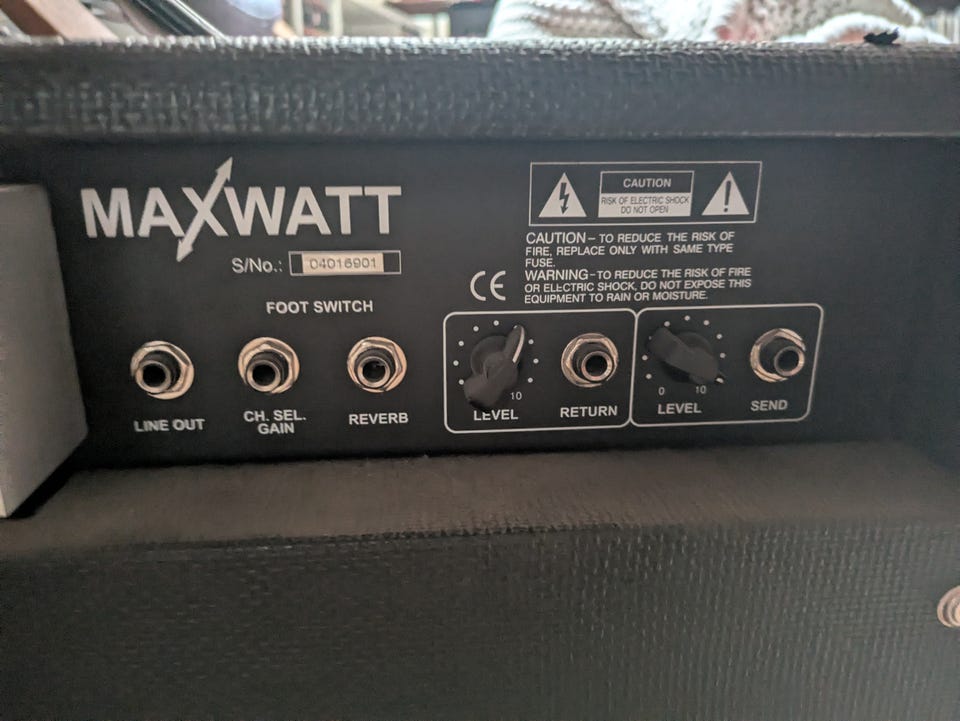 MAXWATT
S/No.: 04016901
FOOT SWITCH
LINE OUT
CH. SEL.
GAIN
REVERB
CAUTION
RISK OF ELECTRIC SHOCK
DO NOT OPEN
CAUTION – TO REDUCE THE RISK OF
FIRE, REPLACE ONLY WITH SAME TYPE
FUSE.
WARNING – TO REDUCE THE RISK OF FIRE
OR ELECTRIC SHOCK, DO NOT EXPOSE THIS
EQUIPMENT TO RAIN OR MOISTURE.
CE
10
LEVEL
RETURN
0 10
LEVEL
SEND